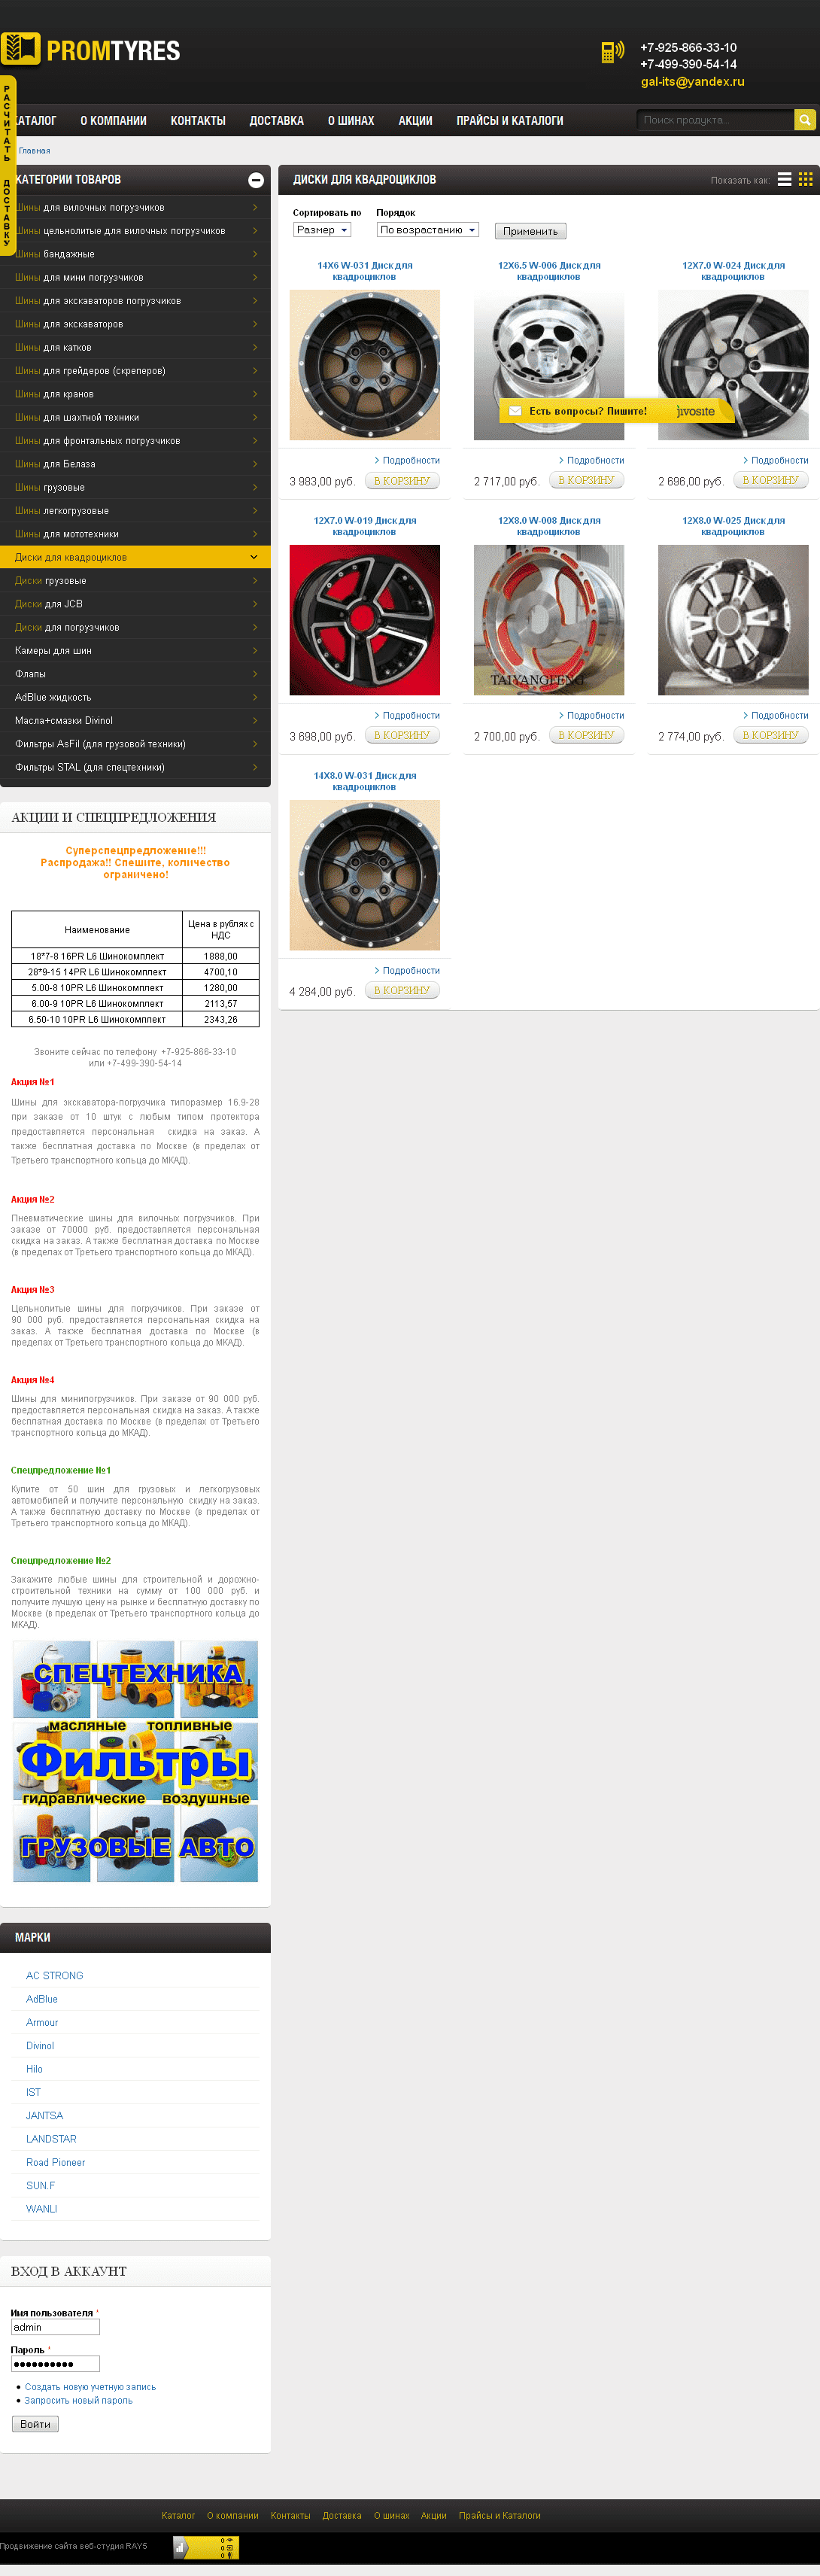 PROMTYRES
+7-925-866-33-10
+7-499-390-54-14
gal-its@yandex.ru
РАСЧИТАТЬ ДОСТАВКУ
КАТАЛОГ О КОМПАНИИ КОНТАКТЫ ДОСТАВКА О ШИНАХ АКЦИИ ПРАЙСЫ И КАТАЛОГИ
Поиск продукта...
Главная
КАТЕГОРИИ ТОВАРОВ
Шины для вилочных погрузчиков
Шины цельнолитые для вилочных погрузчиков
Шины бандажные
Шины для мини погрузчиков
Шины для экскаваторов погрузчиков
Шины для экскаваторов
Шины для катков
Шины для грейдеров (скреперов)
Шины для кранов
Шины для шахтной техники
Шины для фронтальных погрузчиков
Шины для Белаза
Шины грузовые
Шины легкогрузовые
Шины для мототехники
Диски для квадроциклов
Диски грузовые
Диски для JCB
Диски для погрузчиков
Камеры для шин
Флапы
AdBlue жидкость
Масла+смазки Divinol
Фильтры AsFil (для грузовой техники)
Фильтры STAL (для спецтехники)
ДИСКИ ДЛЯ КВАДРОЦИКЛОВ
Показать как:
Сортировать по Порядок
Размер По возрастанию Применить
14X6 W-031 Диск для
квадроциклов
Подробности
3 983,00 руб. В КОРЗИНУ
12X6.5 W-006 Диск для
квадроциклов
Подробности
2 717,00 руб. В КОРЗИНУ
12X7.0 W-024 Диск для
квадроциклов
Подробности
2 696,00 руб. В КОРЗИНУ
Есть вопросы? Пишите! jivosite
12X7.0 W-019 Диск для
квадроциклов
Подробности
3 698,00 руб. В КОРЗИНУ
12X8.0 W-008 Диск для
квадроциклов
TAIYANGFENG
Подробности
2 700,00 руб. В КОРЗИНУ
12X8.0 W-025 Диск для
квадроциклов
Подробности
2 774,00 руб. В КОРЗИНУ
14X8.0 W-031 Диск для
квадроциклов
Подробности
4 284,00 руб. В КОРЗИНУ
АКЦИИ И СПЕЦПРЕДЛОЖЕНИЯ
Суперспецпредложение!!!
Распродажа!! Спешите, количество
ограничено!
Наименование Цена в рублях с
НДС
18*7-8 16PR L6 Шинокомплект 1888,00
28*9-15 14PR L6 Шинокомплект 4700,10
5.00-8 10PR L6 Шинокомплект 1280,00
6.00-9 10PR L6 Шинокомплект 2113,57
6.50-10 10PR L6 Шинокомплект 2343,26
Звоните сейчас по телефону +7-925-866-33-10
или +7-499-390-54-14
Акция №1
Шины для экскаватора-погрузчика типоразмер 16.9-28
при заказе от 10 штук с любым типом протектора
предоставляется персональная скидка на заказ. А
также бесплатная доставка по Москве (в пределах от
Третьего транспортного кольца до МКАД).
Акция №2
Пневматические шины для вилочных погрузчиков. При
заказе от 70000 руб. предоставляется персональная
скидка на заказ. А также бесплатная доставка по Москве
(в пределах от Третьего транспортного кольца до МКАД).
Акция №3
Цельнолитые шины для погрузчиков. При заказе от
90 000 руб. предоставляется персональная скидка на
заказ. А также бесплатная доставка по Москве (в
пределах от Третьего транспортного кольца до МКАД).
Акция №4
Шины для минипогрузчиков. При заказе от 90 000 руб.
предоставляется персональная скидка на заказ. А также
бесплатная доставка по Москве (в пределах от Третьего
транспортного кольца до МКАД).
Спецпредложение №1
Купите от 50 шин для грузовых и легкогрузовых
автомобилей и получите персональную скидку на заказ.
А также бесплатную доставку по Москве (в пределах от
Третьего транспортного кольца до МКАД).
Спецпредложение №2
Закажите любые шины для строительной и дорожно-
строительной техники на сумму от 100 000 руб. и
получите лучшую цену на рынке и бесплатную доставку по
Москве (в пределах от Третьего транспортного кольца до
МКАД).
СПЕЦТЕХНИКА
масляные топливные
Фильтры
гидравлические воздушные
ГРУЗОВЫЕ АВТО
МАРКИ
AC STRONG
AdBlue
Armour
Divinol
Hilo
IST
JANTSA
LANDSTAR
Road Pioneer
SUN.F
WANLI
ВХОД В АККАУНТ
Имя пользователя *
admin
Пароль *
Создать новую учетную запись
Запросить новый пароль
Войти
Каталог О компании Контакты Доставка О шинах Акции Прайсы и Каталоги
Продвижение сайта веб-студия RAY5
0
0
0